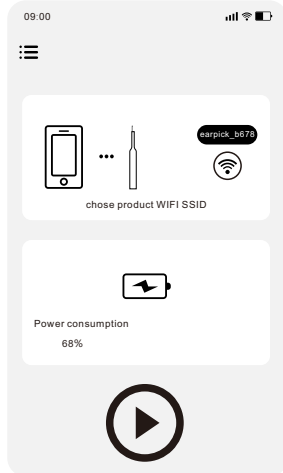 09:00
earpick_b678
chose product WIFI SSID
Power consumption
68%